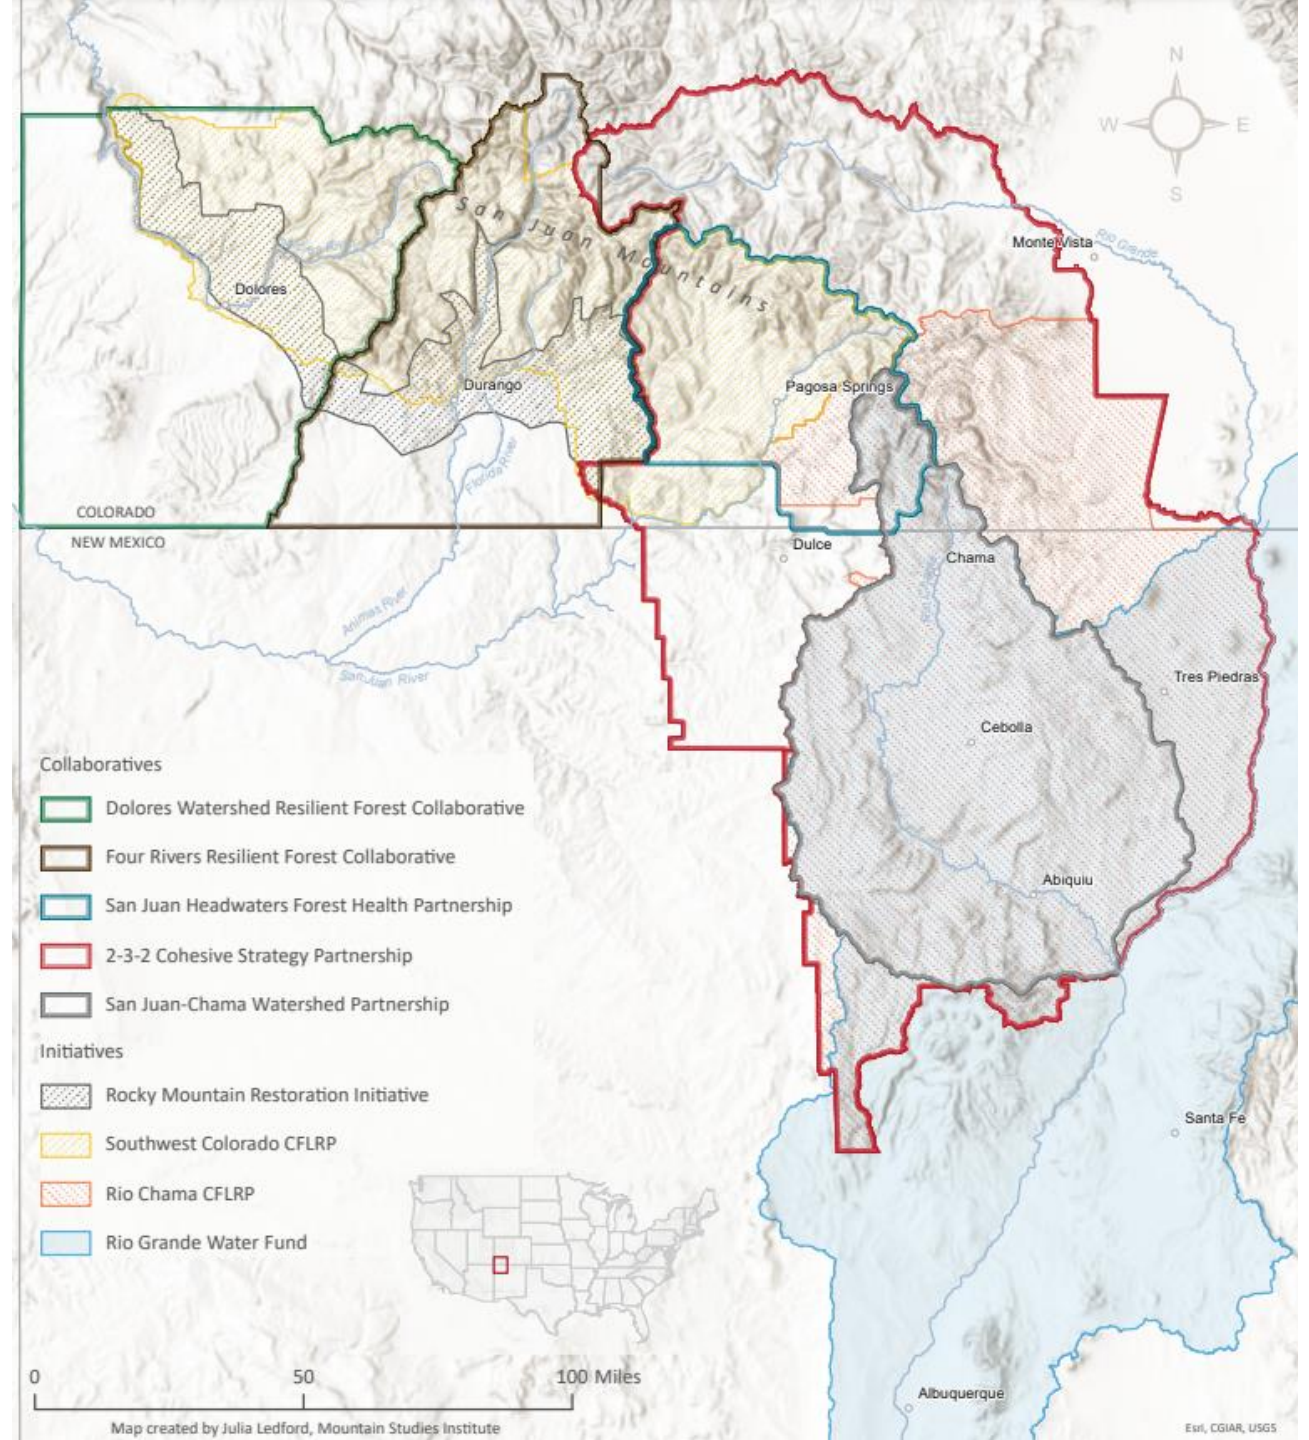 N
W E
S
San Juan Mountains
Monte Vista
Rio Grande
Dolores
Durango
Pagosa Springs
Florida River
COLORADO
NEW MEXICO
Dulce
Chama
Animas River
San Juan River
Tres Piedras
Cebolla
Abiquiu
Santa Fe
Albuquerque
Collaboratives
Dolores Watershed Resilient Forest Collaborative
Four Rivers Resilient Forest Collaborative
San Juan Headwaters Forest Health Partnership
2-3-2 Cohesive Strategy Partnership
San Juan-Chama Watershed Partnership
Initiatives
Rocky Mountain Restoration Initiative
Southwest Colorado CFLRP
Rio Chama CFLRP
Rio Grande Water Fund
0 50 100 Miles
Map created by Julia Ledford, Mountain Studies Institute
Esri, CGIAR, USGS